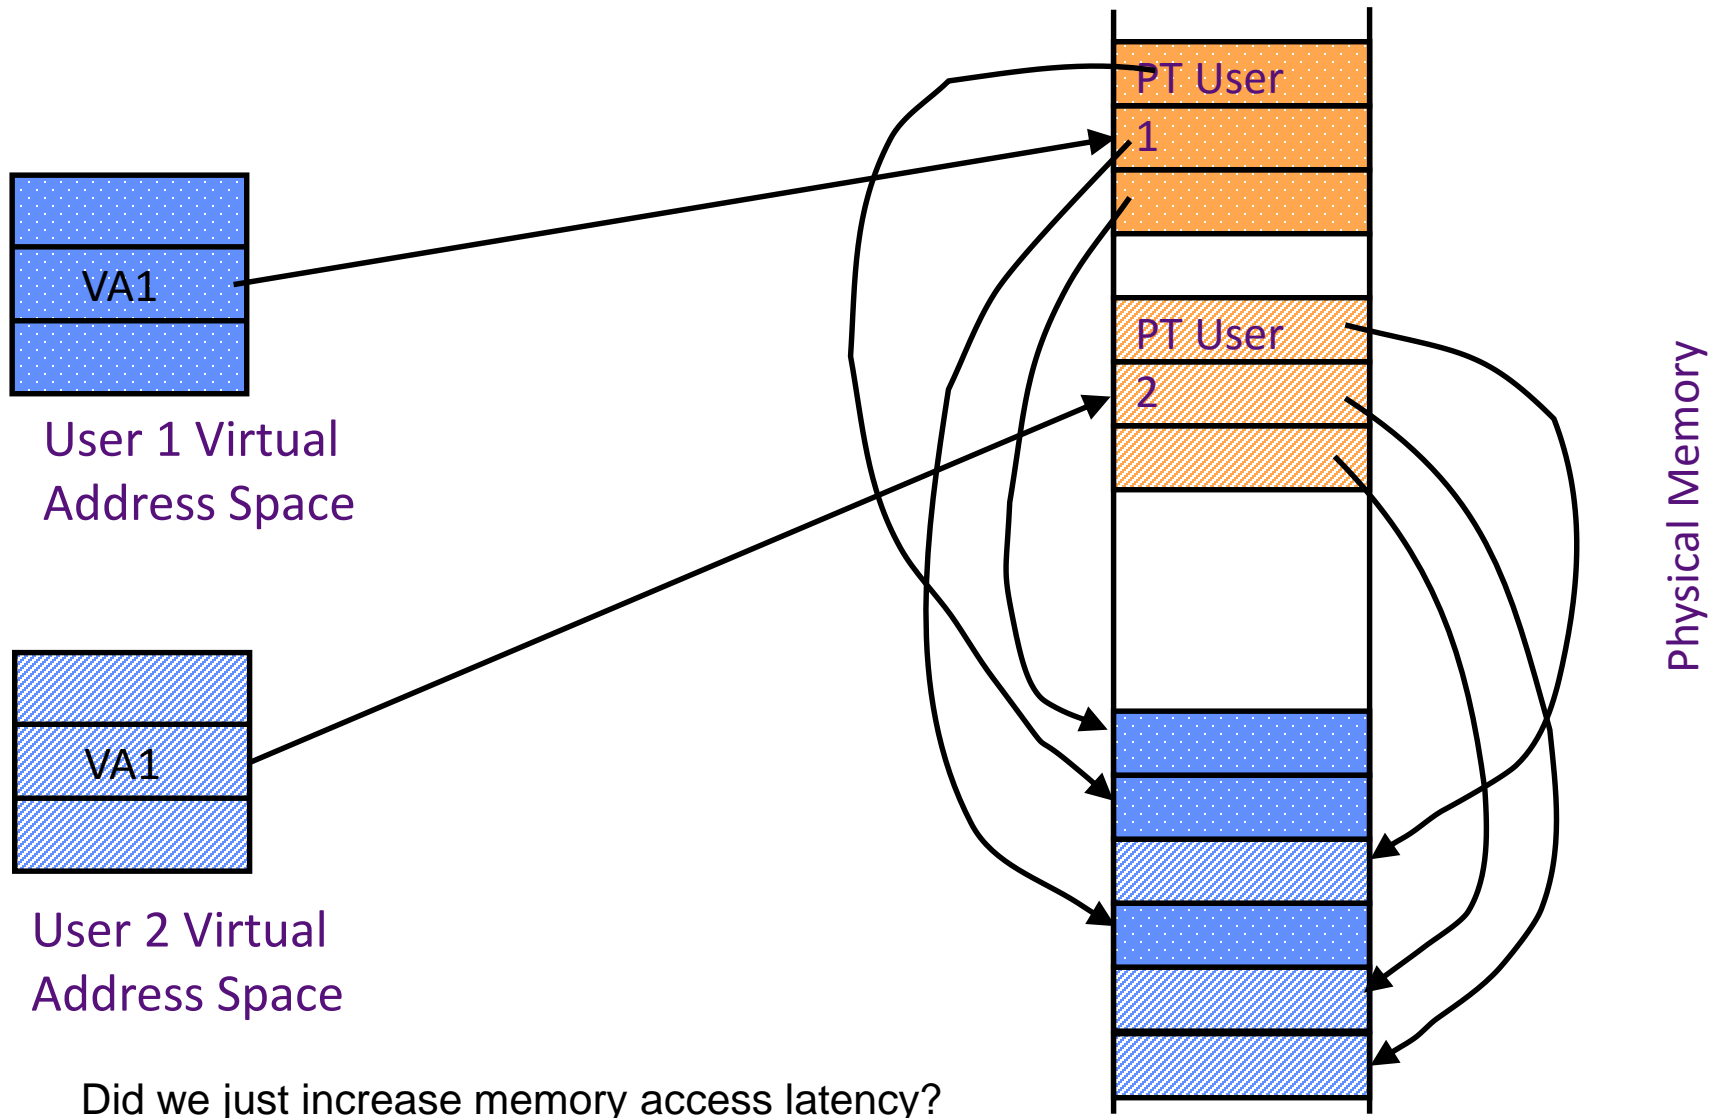 PT User
1
VA1
PT User
2
User 1 Virtual
Address Space
Physical Memory
VA1
User 2 Virtual
Address Space
Did we just increase memory access latency?